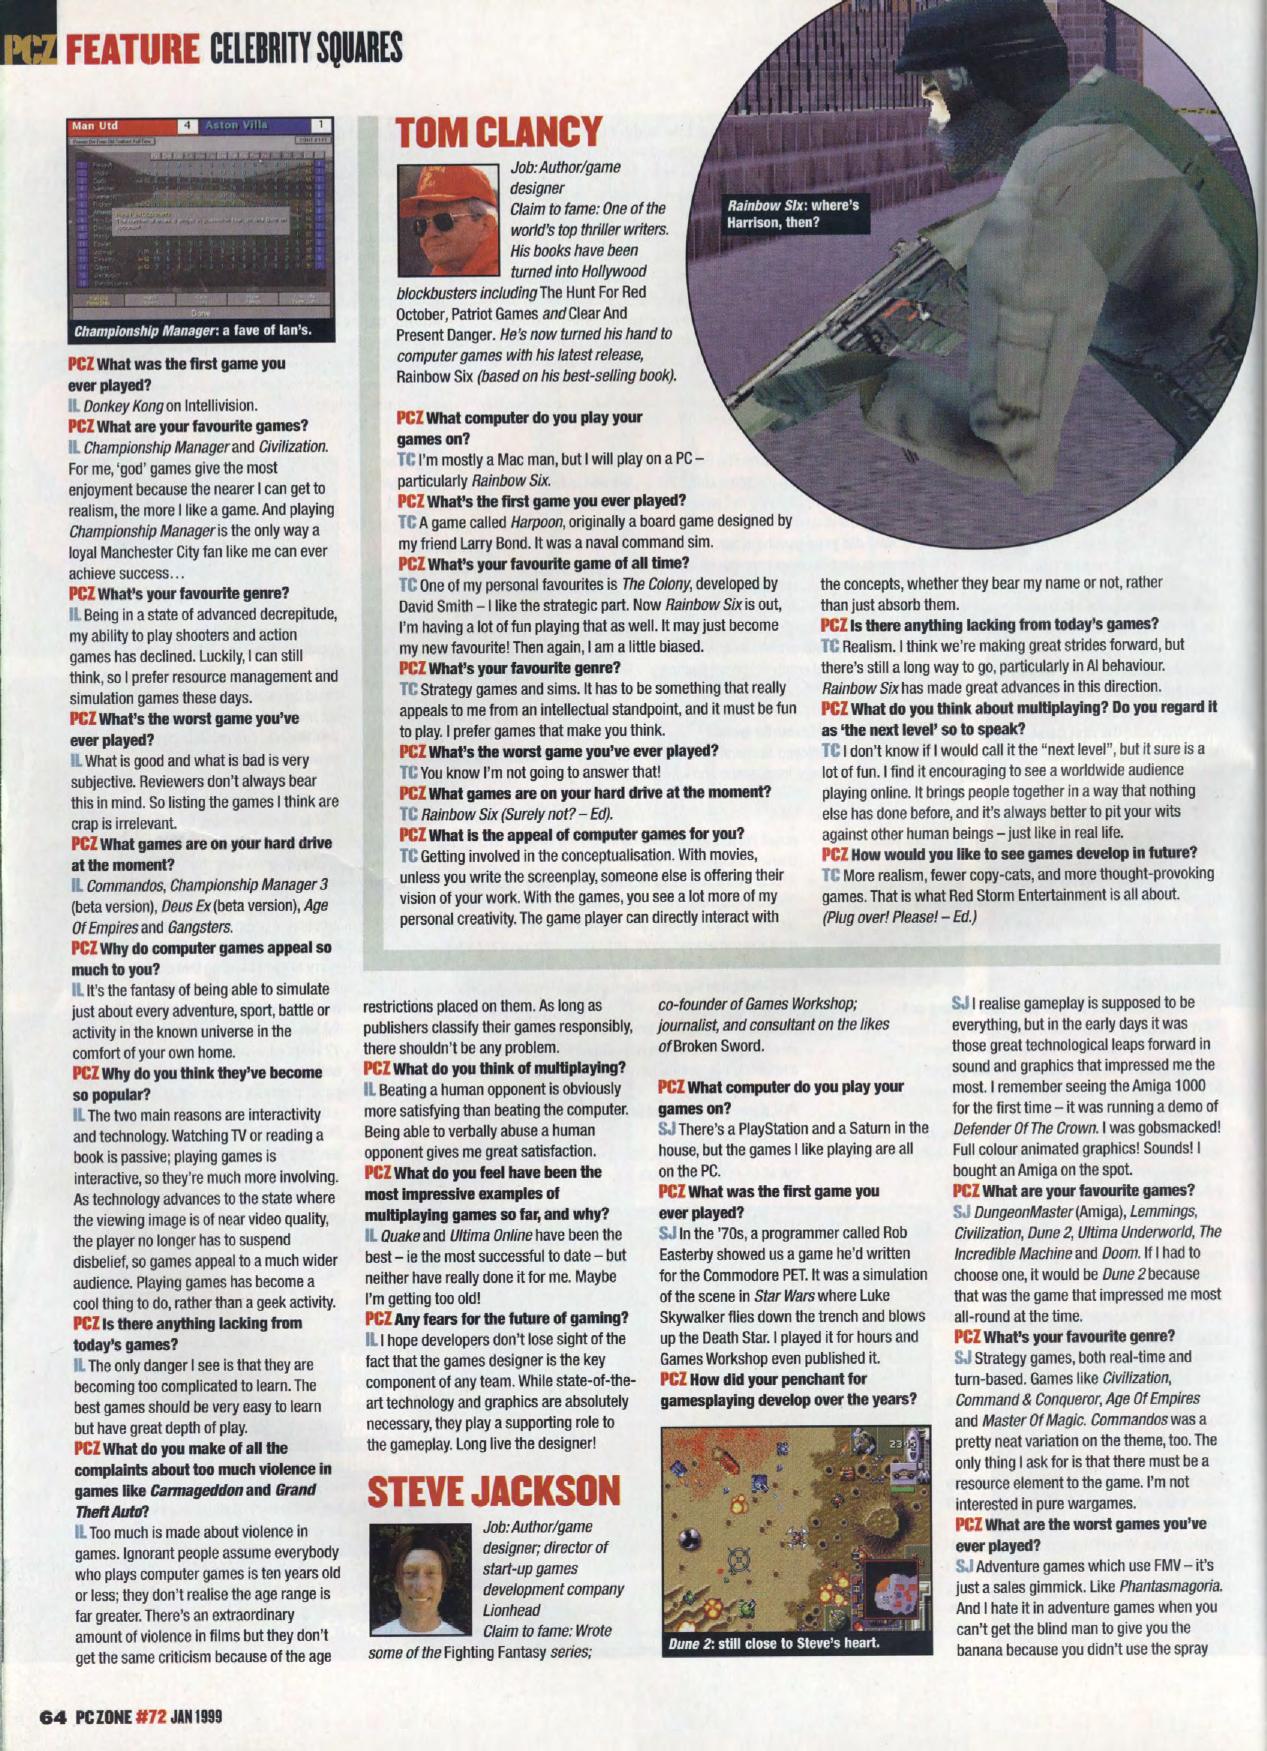 PCZ FEATURE CELEBRITY SQUARES
Man Utd 4 Aston Villa 1
Done
Championship Manager: a fave of Ian's.
PCZ What was the first game you
ever played?
IL Donkey Kong on Intellivision.
PCZ What are your favourite games?
IL Championship Manager and Civilization.
For me, 'god' games give the most
enjoyment because the nearer I can get to
realism, the more I like a game. And playing
Championship Manager is the only way a
loyal Manchester City fan like me can ever
achieve success...
PCZ What's your favourite genre?
IL Being in a state of advanced decrepitude,
my ability to play shooters and action
games has declined. Luckily, I can still
think, so I prefer resource management and
simulation games these days.
PCZ What's the worst game you've
ever played?
IL What is good and what is bad is very
subjective. Reviewers don't always bear
this in mind. So listing the games I think are
crap is irrelevant.
PCZ What games are on your hard drive
at the moment?
IL Commandos, Championship Manager 3
(beta version), Deus Ex (beta version), Age
Of Empires and Gangsters.
PCZ Why do computer games appeal so
much to you?
IL It's the fantasy of being able to simulate
just about every adventure, sport, battle or
activity in the known universe in the
comfort of your own home.
PCZ Why do you think they've become
so popular?
IL The two main reasons are interactivity
and technology. Watching TV or reading a
book is passive; playing games is
interactive, so they're much more involving.
As technology advances to the state where
the viewing image is of near video quality,
the player no longer has to suspend
disbelief, so games appeal to a much wider
audience. Playing games has become a
cool thing to do, rather than a geek activity.
PCZ Is there anything lacking from
today's games?
IL The only danger I see is that they are
becoming too complicated to learn. The
best games should be very easy to learn
but have great depth of play.
PCZ What do you make of all the
complaints about too much violence in
games like Carmageddon and Grand
Theft Auto?
IL Too much is made about violence in
games. Ignorant people assume everybody
who plays computer games is ten years old
or less; they don't realise the age range is
far greater. There's an extraordinary
amount of violence in films but they don't
get the same criticism because of the age
TOM CLANCY
Job: Author/game
designer
Claim to fame: One of the
world's top thriller writers.
His books have been
turned into Hollywood
blockbusters including The Hunt For Red
October, Patriot Games and Clear And
Present Danger. He's now turned his hand to
computer games with his latest release,
Rainbow Six (based on his best-selling book).
Rainbow SIx: where's
Harrison, then?
PCZ What computer do you play your
games on?
TC I'm mostly a Mac man, but I will play on a PC –
particularly Rainbow Six.
PCZ What's the first game you ever played?
TC A game called Harpoon, originally a board game designed by
my friend Larry Bond. It was a naval command sim.
PCZ What's your favourite game of all time?
TC One of my personal favourites is The Colony, developed by
David Smith – I like the strategic part. Now Rainbow Six is out,
I'm having a lot of fun playing that as well. It may just become
my new favourite! Then again, I am a little biased.
PCZ What's your favourite genre?
TC Strategy games and sims. It has to be something that really
appeals to me from an intellectual standpoint, and it must be fun
to play. I prefer games that make you think.
PCZ What's the worst game you've ever played?
TC You know I'm not going to answer that!
PCZ What games are on your hard drive at the moment?
TC Rainbow Six (Surely not? – Ed).
PCZ What is the appeal of computer games for you?
TC Getting involved in the conceptualisation. With movies,
unless you write the screenplay, someone else is offering their
vision of your work. With the games, you see a lot more of my
personal creativity. The game player can directly interact with
the concepts, whether they bear my name or not, rather
than just absorb them.
PCZ Is there anything lacking from today's games?
TC Realism. I think we're making great strides forward, but
there's still a long way to go, particularly in AI behaviour.
Rainbow Six has made great advances in this direction.
PCZ What do you think about multiplaying? Do you regard it
as 'the next level' so to speak?
TC I don't know if I would call it the "next level", but it sure is a
lot of fun. I find it encouraging to see a worldwide audience
playing online. It brings people together in a way that nothing
else has done before, and it's always better to pit your wits
against other human beings – just like in real life.
PCZ How would you like to see games develop in future?
TC More realism, fewer copy-cats, and more thought-provoking
games. That is what Red Storm Entertainment is all about.
(Plug over! Please! – Ed.)
restrictions placed on them. As long as
publishers classify their games responsibly,
there shouldn't be any problem.
PCZ What do you think of multiplaying?
IL Beating a human opponent is obviously
more satisfying than beating the computer.
Being able to verbally abuse a human
opponent gives me great satisfaction.
PCZ What do you feel have been the
most impressive examples of
multiplaying games so far, and why?
IL Quake and Ultima Online have been the
best – ie the most successful to date – but
neither have really done it for me. Maybe
I'm getting too old!
PCZ Any fears for the future of gaming?
IL I hope developers don't lose sight of the
fact that the games designer is the key
component of any team. While state-of-the-
art technology and graphics are absolutely
necessary, they play a supporting role to
the gameplay. Long live the designer!
STEVE JACKSON
Job: Author/game
designer; director of
start-up games
development company
Lionhead
Claim to fame: Wrote
some of the Fighting Fantasy series;
co-founder of Games Workshop;
journalist, and consultant on the likes
of Broken Sword.
PCZ What computer do you play your
games on?
SJ There's a PlayStation and a Saturn in the
house, but the games I like playing are all
on the PC.
PCZ What was the first game you
ever played?
SJ In the '70s, a programmer called Rob
Easterby showed us a game he'd written
for the Commodore PET. It was a simulation
of the scene in Star Wars where Luke
Skywalker flies down the trench and blows
up the Death Star. I played it for hours and
Games Workshop even published it.
PCZ How did your penchant for
gamesplaying develop over the years?
Dune 2: still close to Steve's heart.
SJ I realise gameplay is supposed to be
everything, but in the early days it was
those great technological leaps forward in
sound and graphics that impressed me the
most. I remember seeing the Amiga 1000
for the first time – it was running a demo of
Defender Of The Crown. I was gobsmacked!
Full colour animated graphics! Sounds! I
bought an Amiga on the spot.
PCZ What are your favourite games?
SJ DungeonMaster (Amiga), Lemmings,
Civilization, Dune 2, Ultima Underworld, The
Incredible Machine and Doom. If I had to
choose one, it would be Dune 2 because
that was the game that impressed me most
all-round at the time.
PCZ What's your favourite genre?
SJ Strategy games, both real-time and
turn-based. Games like Civilization,
Command & Conqueror, Age Of Empires
and Master Of Magic. Commandos was a
pretty neat variation on the theme, too. The
only thing I ask for is that there must be a
resource element to the game. I'm not
interested in pure wargames.
PCZ What are the worst games you've
ever played?
SJ Adventure games which use FMV – it's
just a sales gimmick. Like Phantasmagoria.
And I hate it in adventure games when you
can't get the blind man to give you the
banana because you didn't use the spray
64 PC ZONE #72 JAN 1999